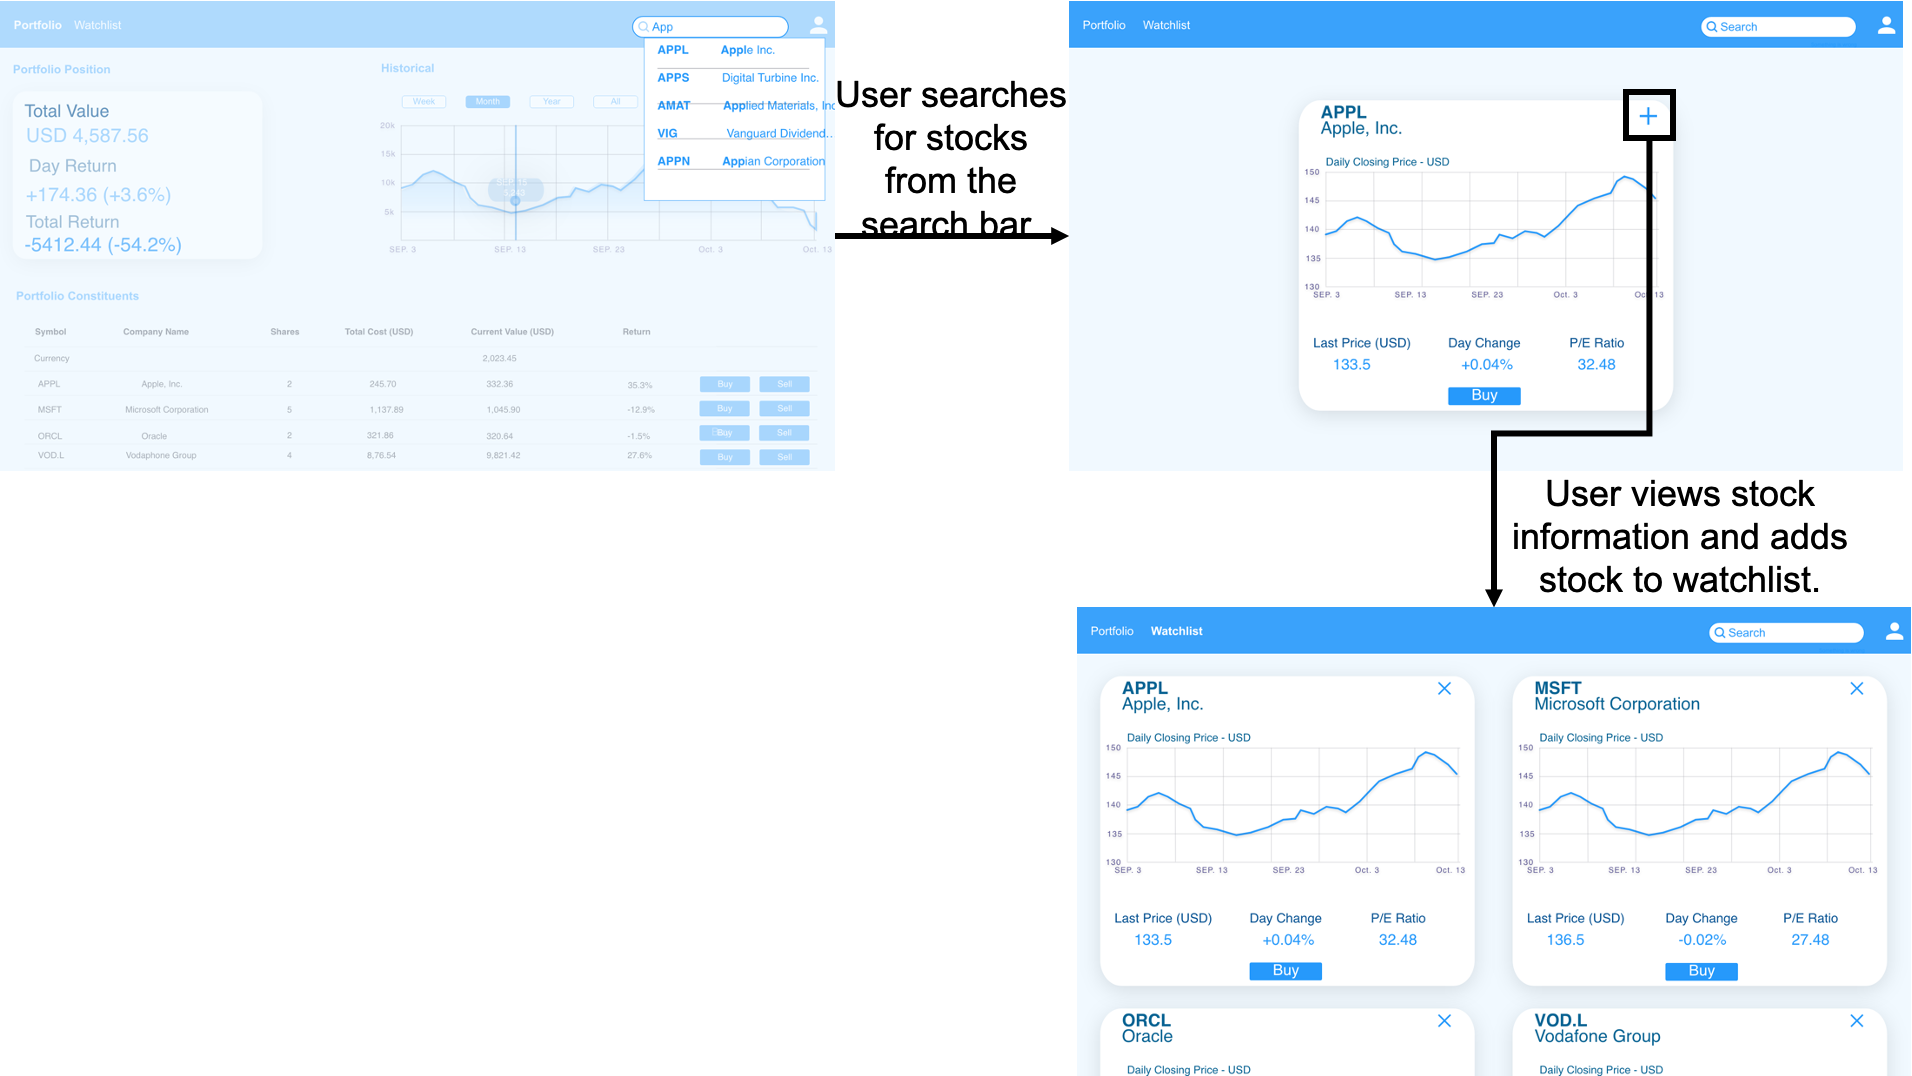 Portfolio Watchlist
App
APPL Apple Inc.
APPS Digital Turbine Inc.
AMAT Applied Materials, Inc
VIG Vanguard Dividend..
APPN Appian Corporation
Portfolio Position
Total Value
USD 4,587.56
Day Return
+174.36 (+3.6%)
Total Return
-5412.44 (-54.2%)
Historical
Week Month Year All
20k
15k
10k
5k
SEP. 3 SEP. 13 SEP. 23 Oct. 3 Oct. 13
Portfolio Constituents
Symbol Company Name Shares Total Cost (USD) Current Value (USD) Return
Currency 2,023.45
APPL Apple, Inc. 2 245.70 332.36 35.3% Buy Sell
MSFT Microsoft Corporation 5 1,137.89 1,045.90 -12.9% Buy Sell
ORCL Oracle 2 321.86 320.64 -1.5% Buy Sell
VOD.L Vodaphone Group 4 8,76.54 9,821.42 27.6% Buy Sell
User searches
for stocks
from the
search bar
Portfolio Watchlist Search
APPL
Apple, Inc.
+
Daily Closing Price - USD
150
145
140
135
130
SEP. 3 SEP. 13 SEP. 23 Oct. 3 Oct. 13
Last Price (USD) Day Change P/E Ratio
133.5 +0.04% 32.48
Buy
User views stock
information and adds
stock to watchlist.
Portfolio Watchlist Search
APPL
Apple, Inc.
Daily Closing Price - USD
150
145
140
135
130
SEP. 3 SEP. 13 SEP. 23 Oct. 3 Oct. 13
Last Price (USD) Day Change P/E Ratio
133.5 +0.04% 32.48
Buy
MSFT
Microsoft Corporation
Daily Closing Price - USD
150
145
140
135
130
SEP. 3 SEP. 13 SEP. 23 Oct. 3 Oct. 13
Last Price (USD) Day Change P/E Ratio
136.5 -0.02% 27.48
Buy
ORCL
Oracle
Daily Closing Price - USD
VOD.L
Vodafone Group
Daily Closing Price - USD